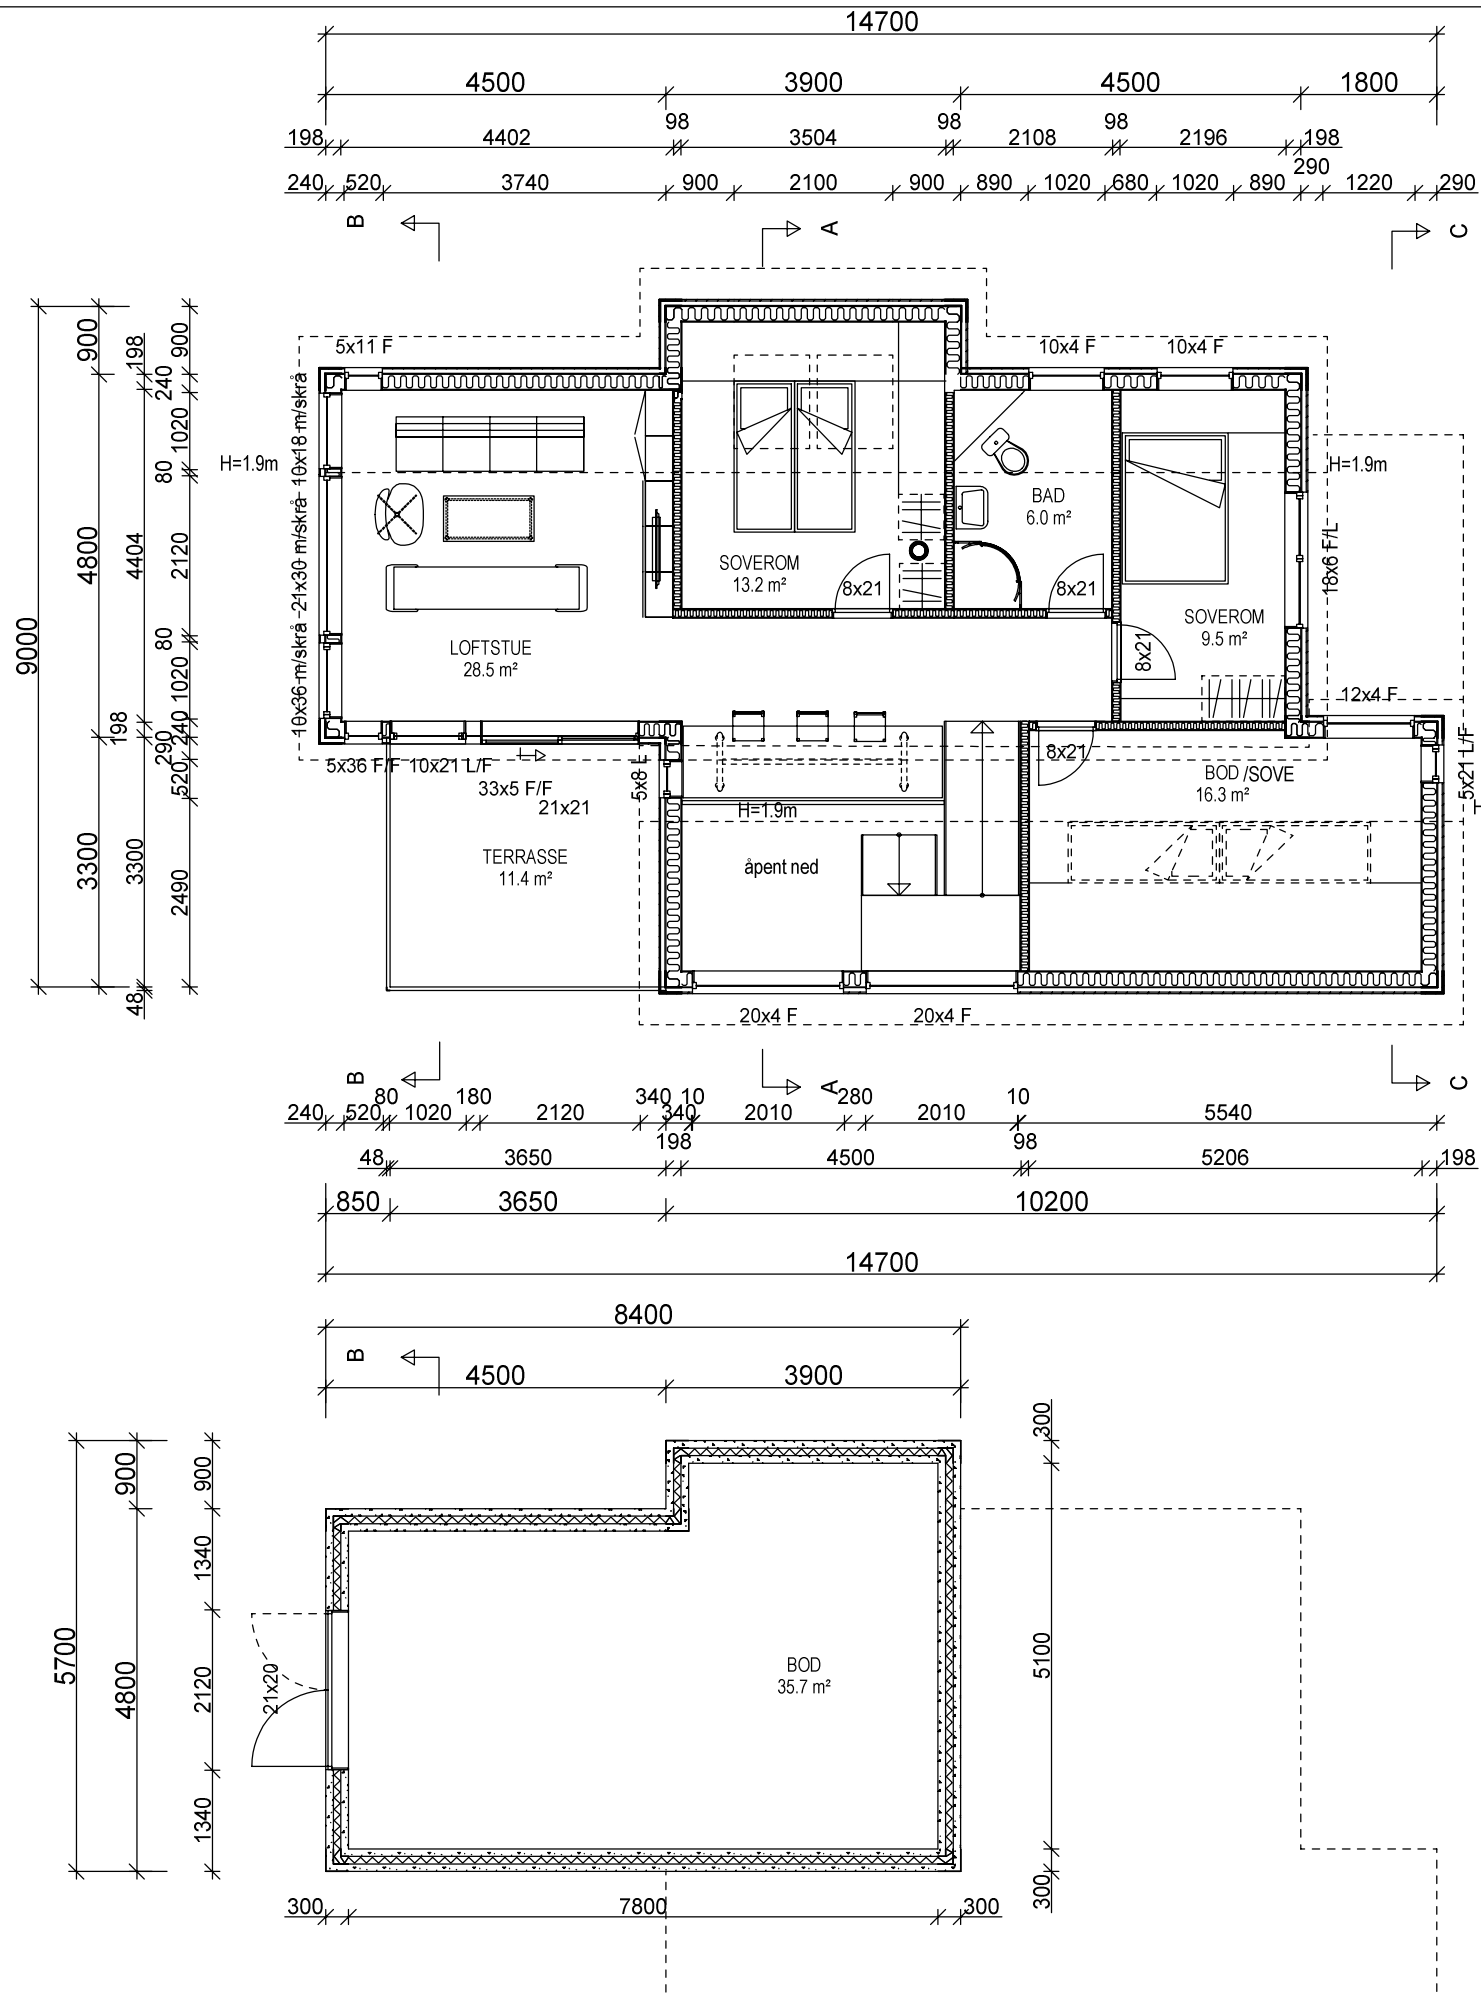 14700
4500 3900 4500 1800
98 98 98
198 4402 3504 2108 2196 198
290
240 520 3740 900 2100 900 890 1020 680 1020 890 1220 290
B A C
5x11 F 10x4 F 10x4 F
9000
900 4800 3300
198 4404 198 3300 48
900 240 1020 80 2120 80 1020 240 290 520 2490
H=1.9m H=1.9m
10x36 m/skrå 21x30 m/skrå 10x18 m/skrå
BAD
6.0 m²
SOVEROM
13.2 m²
8x21 8x21
18x6 F/L
SOVEROM
9.5 m²
LOFTSTUE
28.5 m²
8x21
12x4 F
8x21
5x36 F/F 10x21 L/F
5x8 L
BOD /SOVE
16.3 m²
5x21 L/F
33x5 F/F
21x21
H=1.9m
H
TERRASSE
11.4 m²
åpent ned
20x4 F 20x4 F
B A C
80 180 340 10 280 10
240 520 1020 2120 340 2010 2010 5540
198 98
48 3650 4500 5206 198
850 3650 10200
14700
8400
B
4500 3900
5700
900 4800
900 1340 2120 1340
21x20
BOD
35.7 m²
300 5100 300
300 7800 300